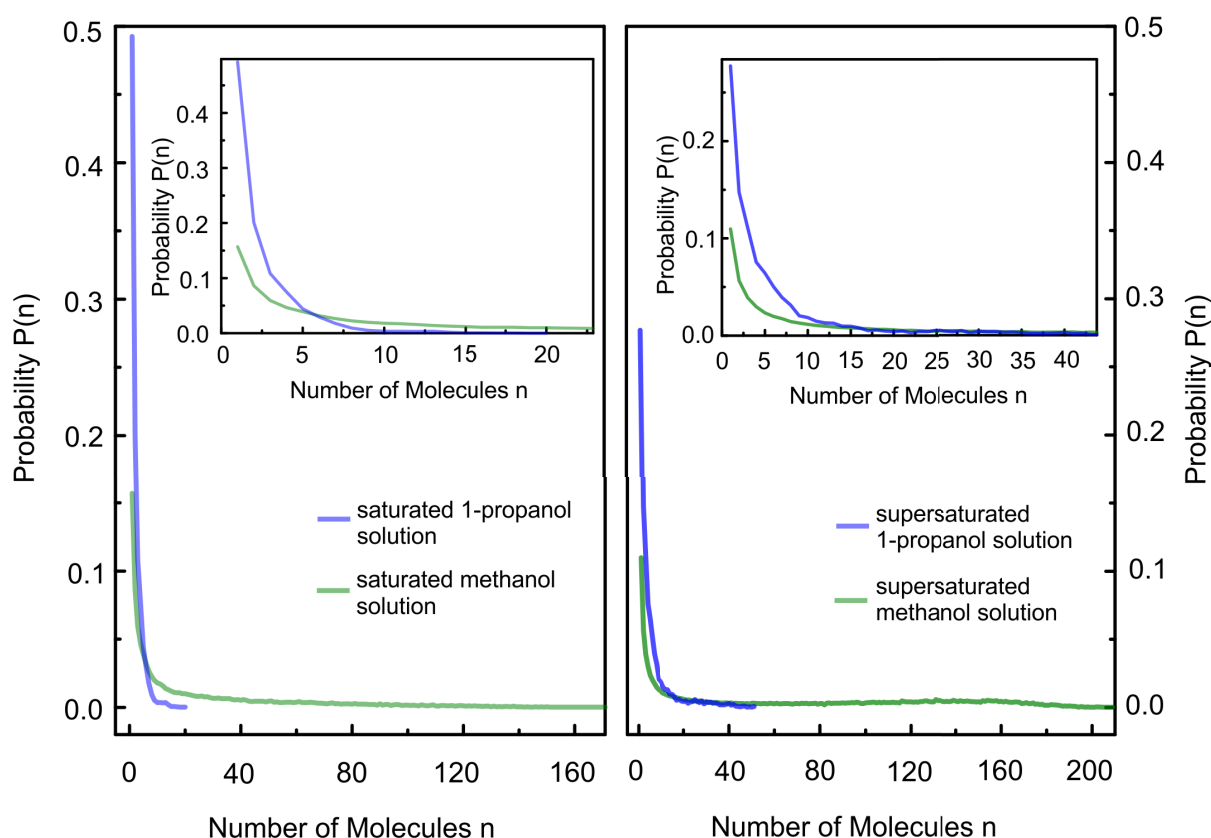 0.5
0.4
0.3
0.2
0.1
0.0
Probability P(n)
0
40
80
120
160
Number of Molecules n
0.4
0.3
0.2
0.1
0.0
Probability P(n)
0
5
10
15
20
Number of Molecules n
saturated 1-propanol
solution
saturated methanol
solution
0.2
0.1
0.0
Probability P(n)
0
5
10
15
20
25
30
35
40
Number of Molecules n
supersaturated
1-propanol solution
supersaturated
methanol solution
0.5
0.4
0.3
0.2
0.1
0.0
Probability P(n)
0
40
80
120
160
200
Number of Molecules n